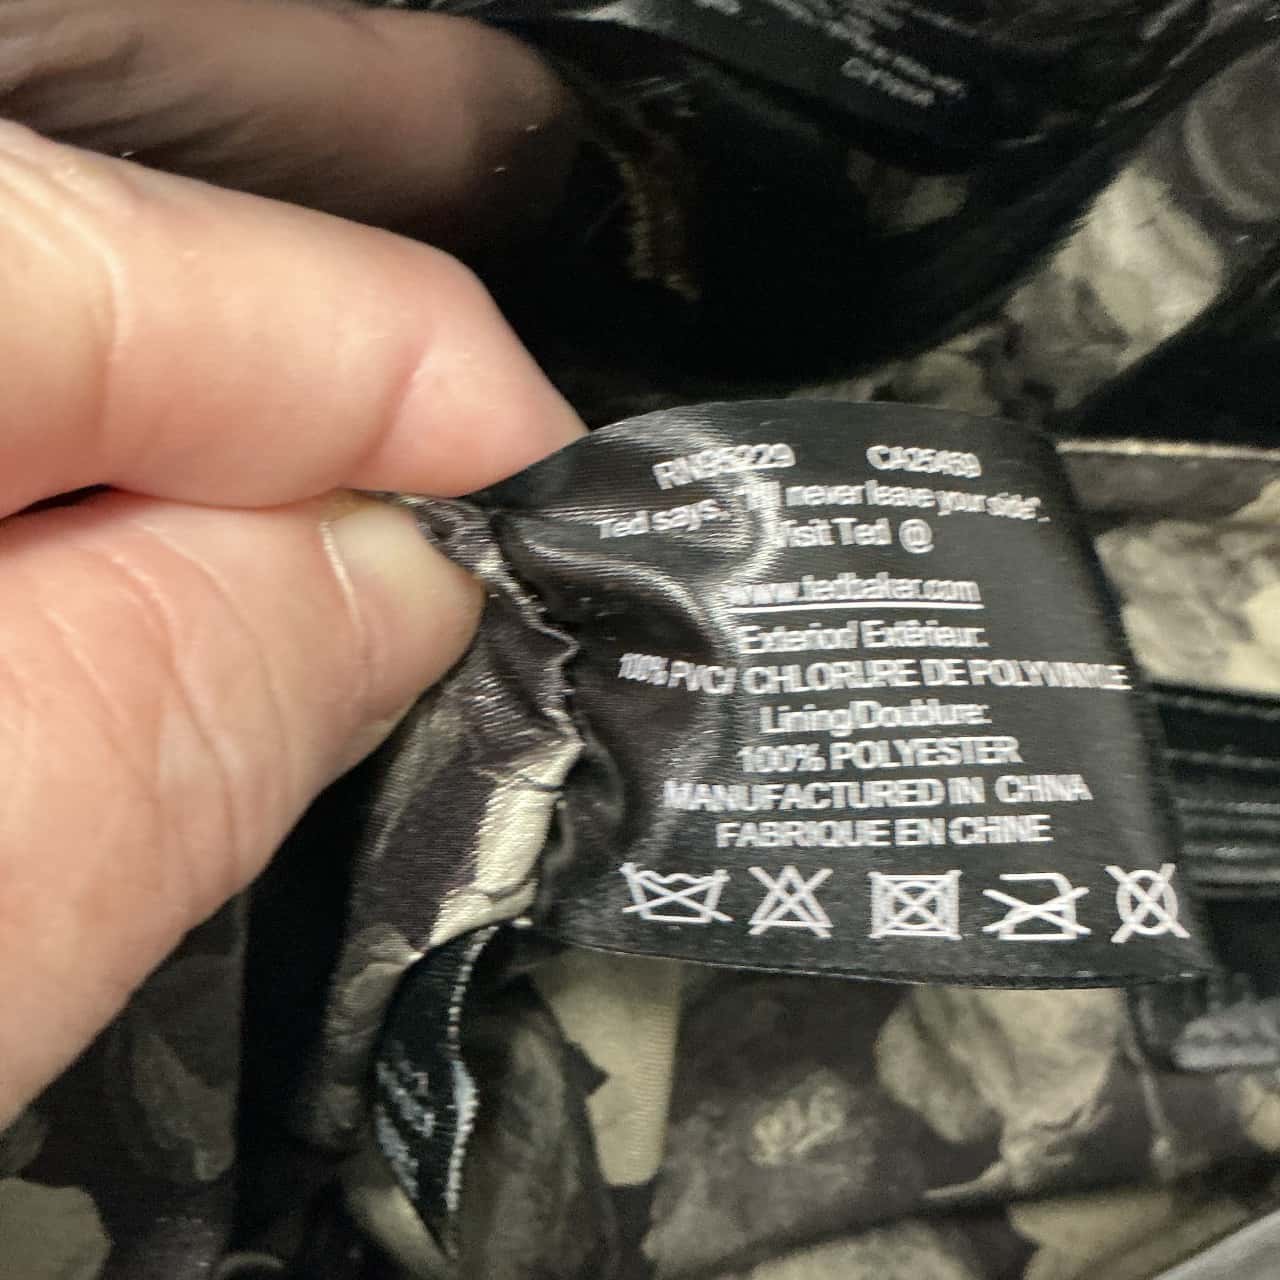 RN95229 CA25469
Ted says, "I'll never leave your side".
Visit Ted @
www.tedbaker.com
Exterior/ Extérieur:
100% PVC/ CHLORURE DE POLYVINYLE
Lining/Doublure:
100% POLYESTER
MANUFACTURED IN CHINA
FABRIQUE EN CHINE